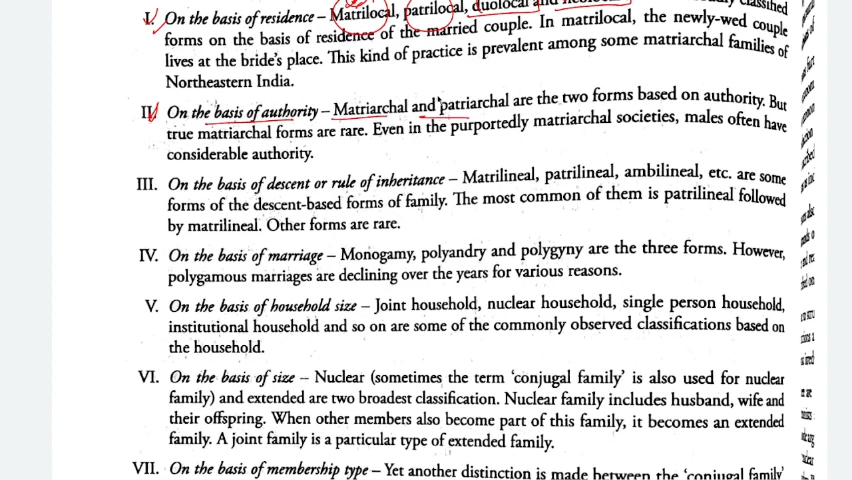 I. On the basis of residence – Matrilocal, patrilocal, duolocal and
forms on the basis of residence of the married couple. In matrilocal, the newly-wed couple
lives at the bride's place. This kind of practice is prevalent among some matriarchal families of
Northeastern India.
II. On the basis of authority – Matriarchal and patriarchal are the two forms based on authority. But
true matriarchal forms are rare. Even in the purportedly matriarchal societies, males often have
considerable authority.
III. On the basis of descent or rule of inheritance – Matrilineal, patrilineal, ambilineal, etc. are some
forms of the descent-based forms of family. The most common of them is patrilineal followed
by matrilineal. Other forms are rare.
IV. On the basis of marriage – Monogamy, polyandry and polygyny are the three forms. However,
polygamous marriages are declining over the years for various reasons.
V. On the basis of household size – Joint household, nuclear household, single person household,
institutional household and so on are some of the commonly observed classifications based on
the household.
VI. On the basis of size – Nuclear (sometimes the term 'conjugal family' is also used for nuclear
family) and extended are two broadest classification. Nuclear family includes husband, wife and
their offspring. When other members also become part of this family, it becomes an extended
family. A joint family is a particular type of extended family.
VII. On the basis of membership type – Yet another distinction is made between the 'conjugal family'